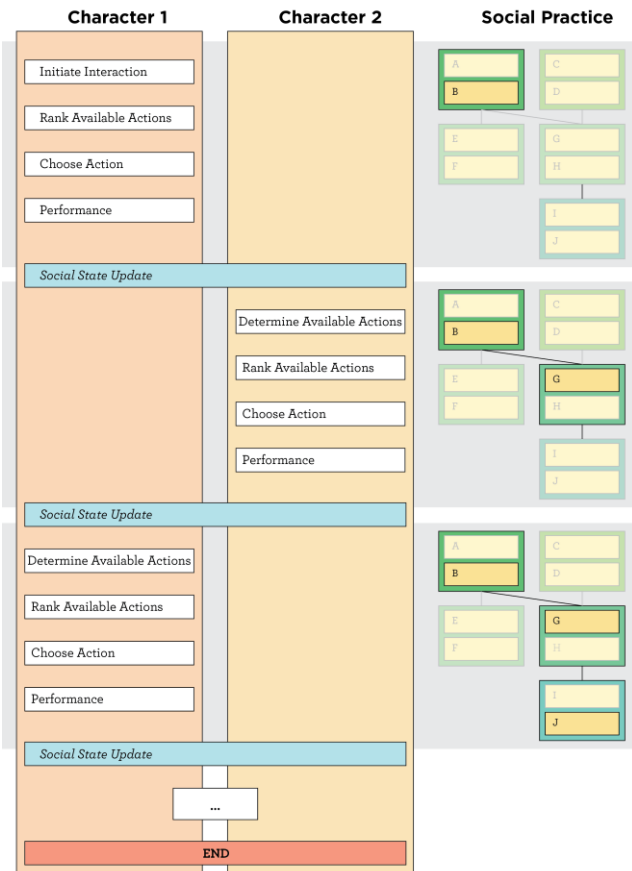 Character 1
Character 2
Social Practice
Initiate Interaction
Rank Available Actions
Choose Action
Performance
A
B
C
D
E
F
G
H
I
J
Social State Update
Determine Available Actions
Rank Available Actions
Choose Action
Performance
A
B
C
D
E
F
G
H
I
J
Social State Update
Determine Available Actions
Rank Available Actions
Choose Action
Performance
A
B
C
D
E
F
G
H
I
J
Social State Update
...
END